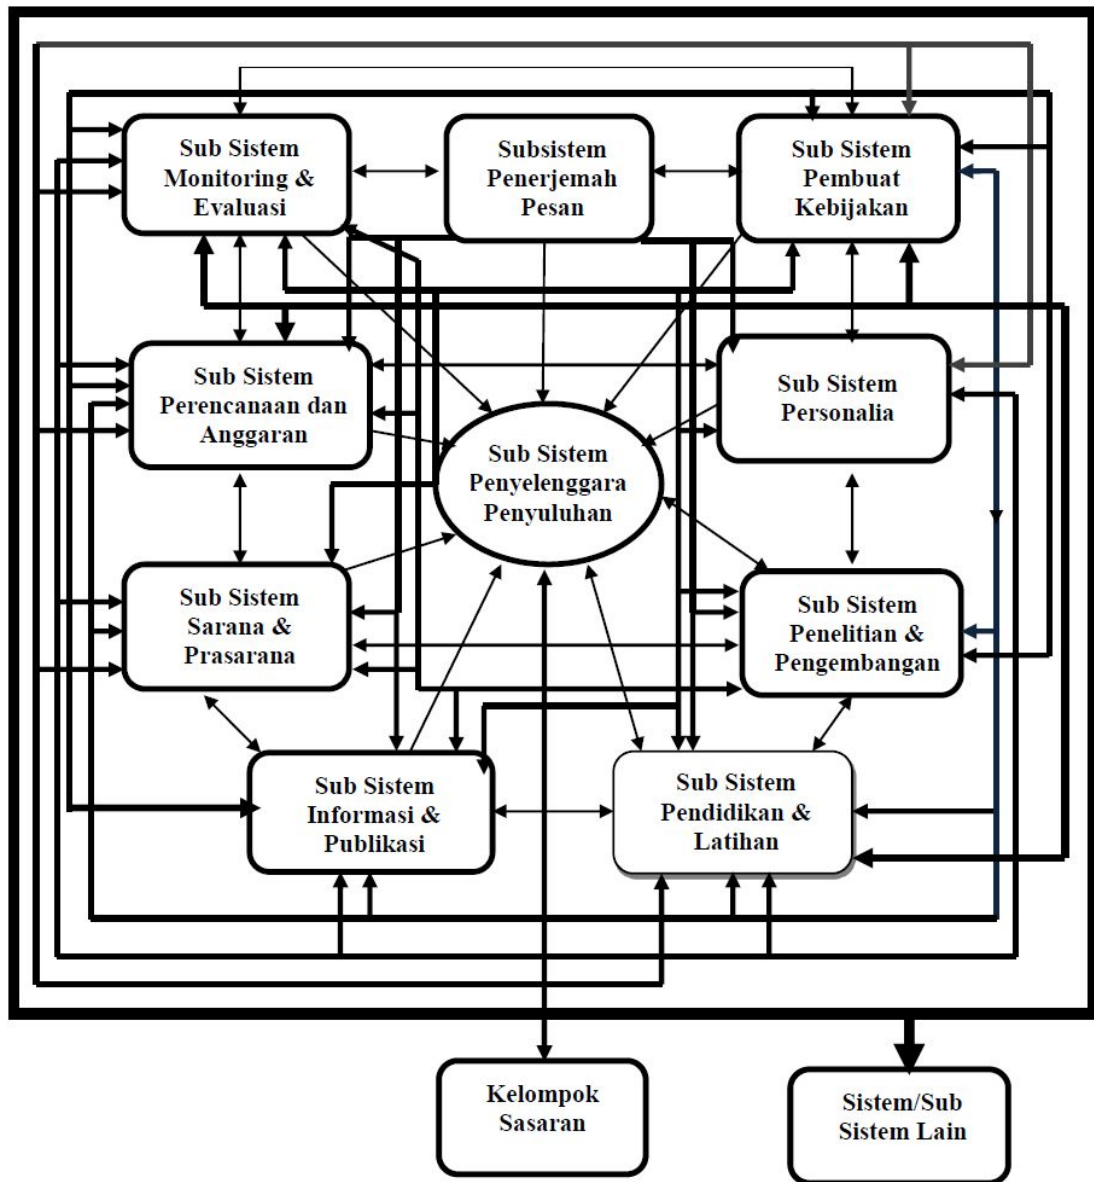 Sub Sistem
Monitoring &
Evaluasi
Subsistem
Penerjemah
Pesan
Sub Sistem
Pembuat
Kebijakan
Sub Sistem
Perencanaan dan
Anggaran
Sub Sistem
Personalia
Sub Sistem
Penyelenggara
Penyuluhan
Sub Sistem
Sarana &
Prasarana
Sub Sistem
Penelitian &
Pengembangan
Sub Sistem
Informasi &
Publikasi
Sub Sistem
Pendidikan &
Latihan
Kelompok
Sasaran
Sistem/Sub
Sistem Lain